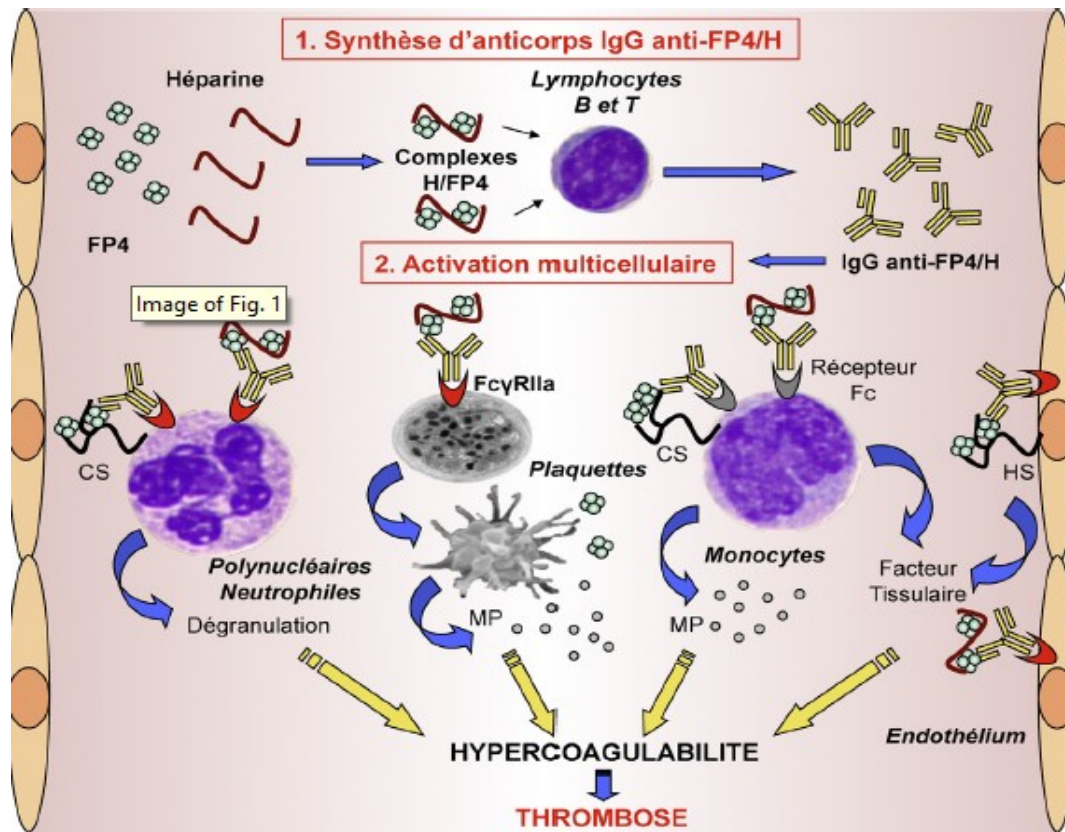 1. Synthèse d'anticorps IgG anti-FP4/H
Héparine
Lymphocytes
B et T
Complexes
H/FP4
FP4
IgG anti-FP4/H
2. Activation multicellulaire
Image of Fig. 1
FcγRIIa
Récepteur
Fc
CS
Plaquettes
CS
HS
Polynucléaires
Neutrophiles
Monocytes
Facteur
Tissulaire
Dégranulation
MP
MP
HYPERCOAGULABILITE
Endothélium
THROMBOSE